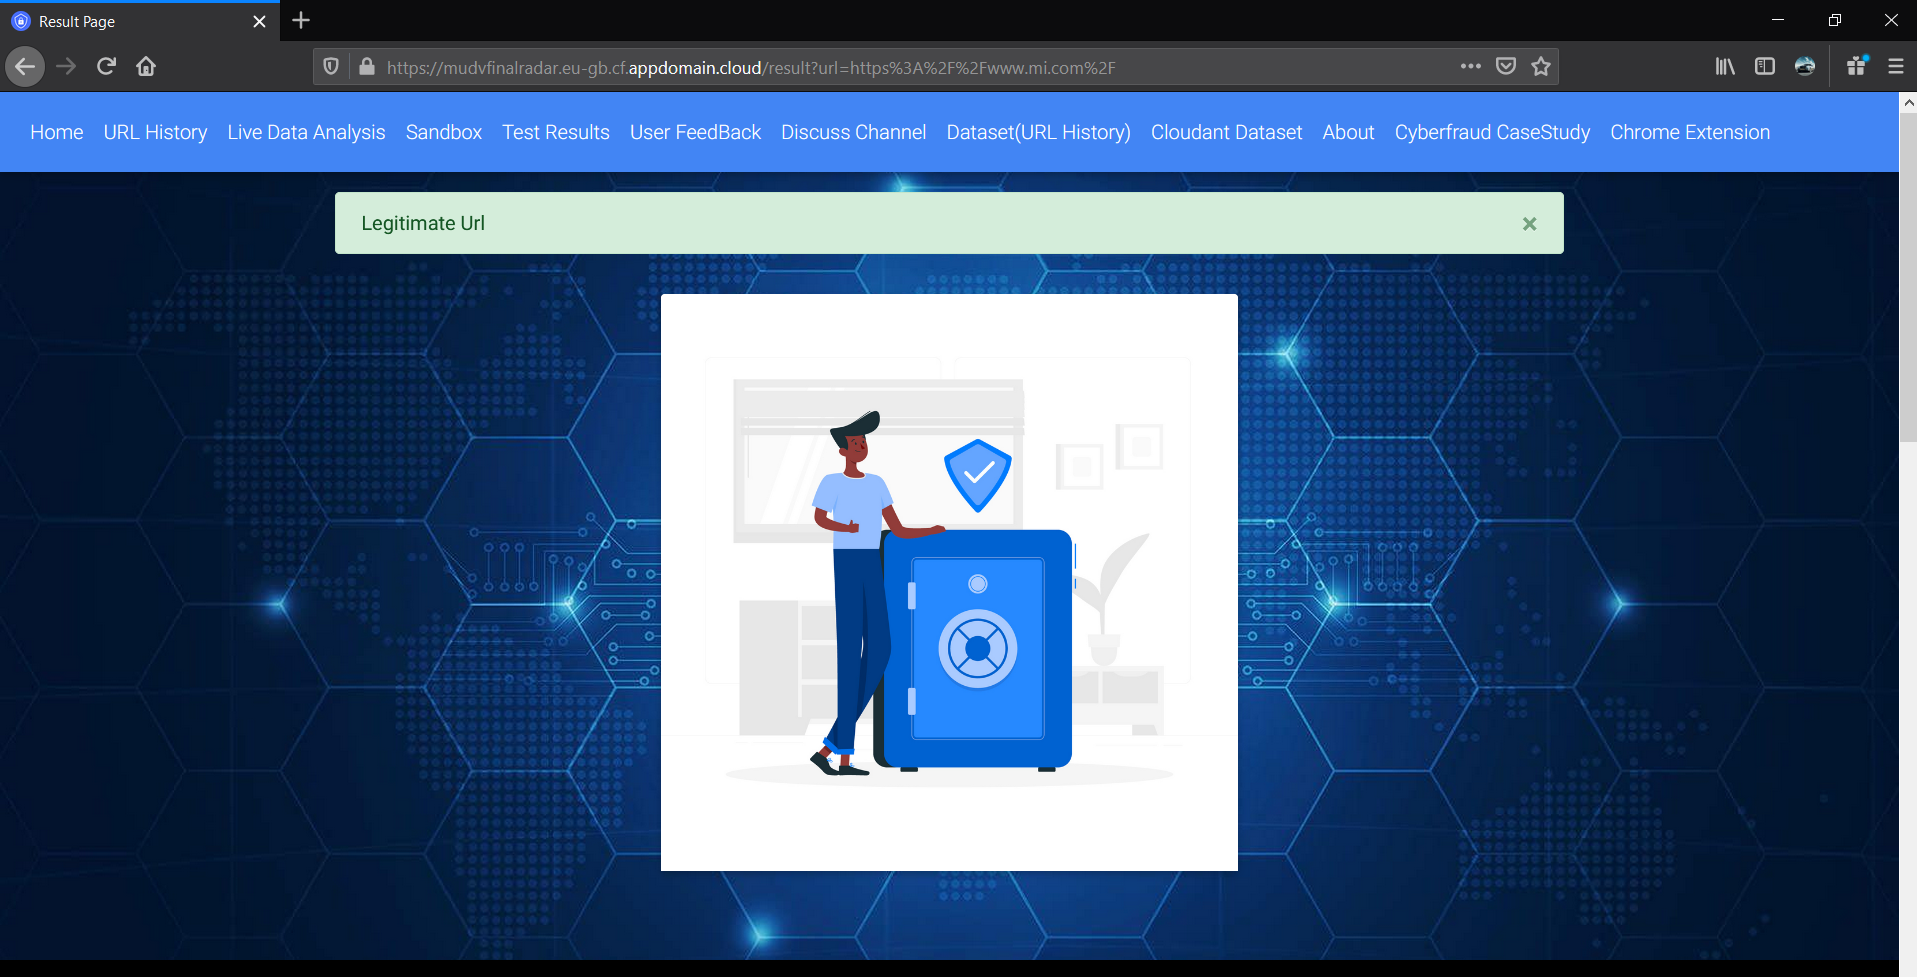 Result Page
https://mudvfinalradar.eu-gb.cf.appdomain.cloud/result?url=https%3A%2F%2Fwww.mi.com%2F
Home URL History Live Data Analysis Sandbox Test Results User FeedBack Discuss Channel Dataset(URL History) Cloudant Dataset About Cyberfraud CaseStudy Chrome Extension
Legitimate Url